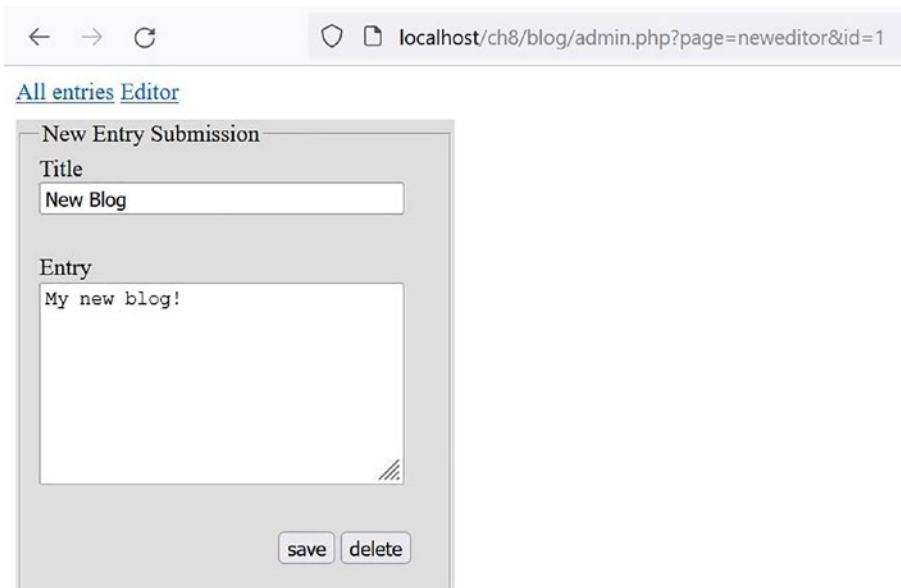 localhost/ch8/blog/admin.php?page=neweditor&id=1
All entries Editor
New Entry Submission
Title
New Blog
Entry
My new blog!
save delete